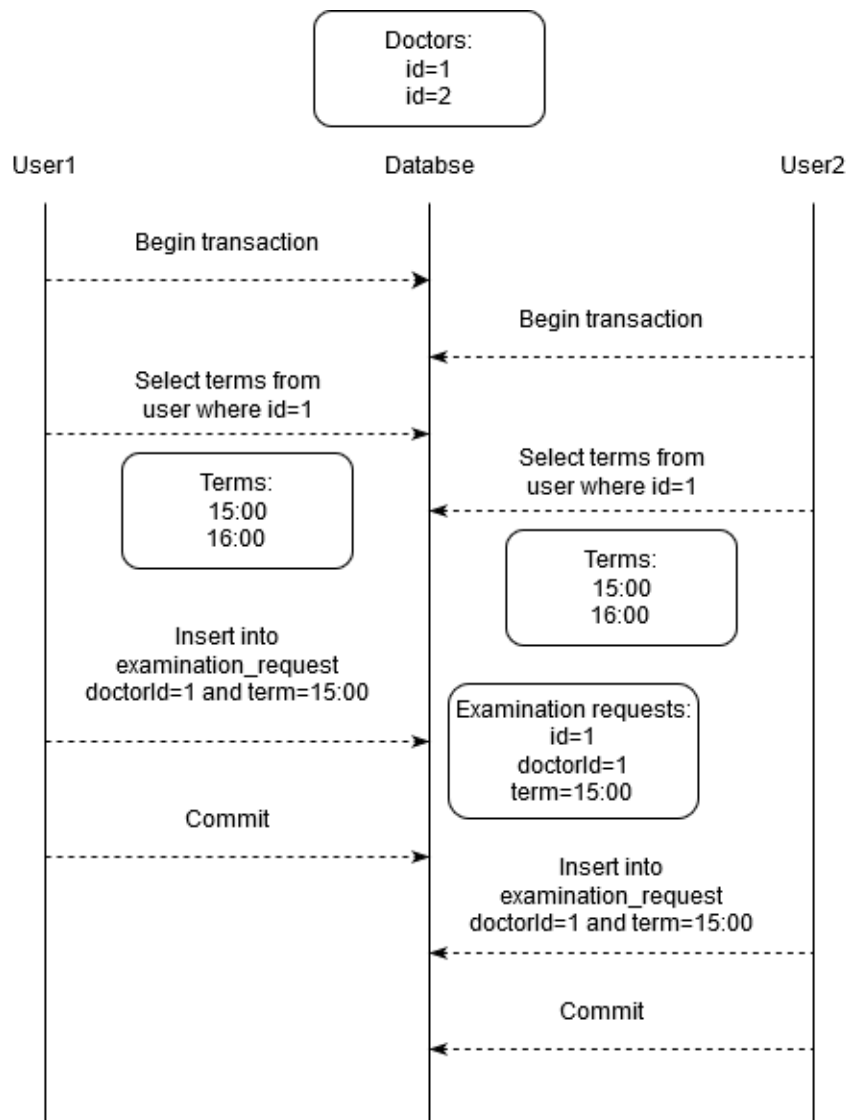 Doctors:
id=1
id=2
User1
Databse
User2
Begin transaction
Begin transaction
Select terms from
user where id=1
Select terms from
user where id=1
Terms:
15:00
16:00
Terms:
15:00
16:00
Insert into
examination_request
doctorId=1 and term=15:00
Examination requests:
id=1
doctorId=1
term=15:00
Commit
Insert into
examination_request
doctorId=1 and term=15:00
Commit